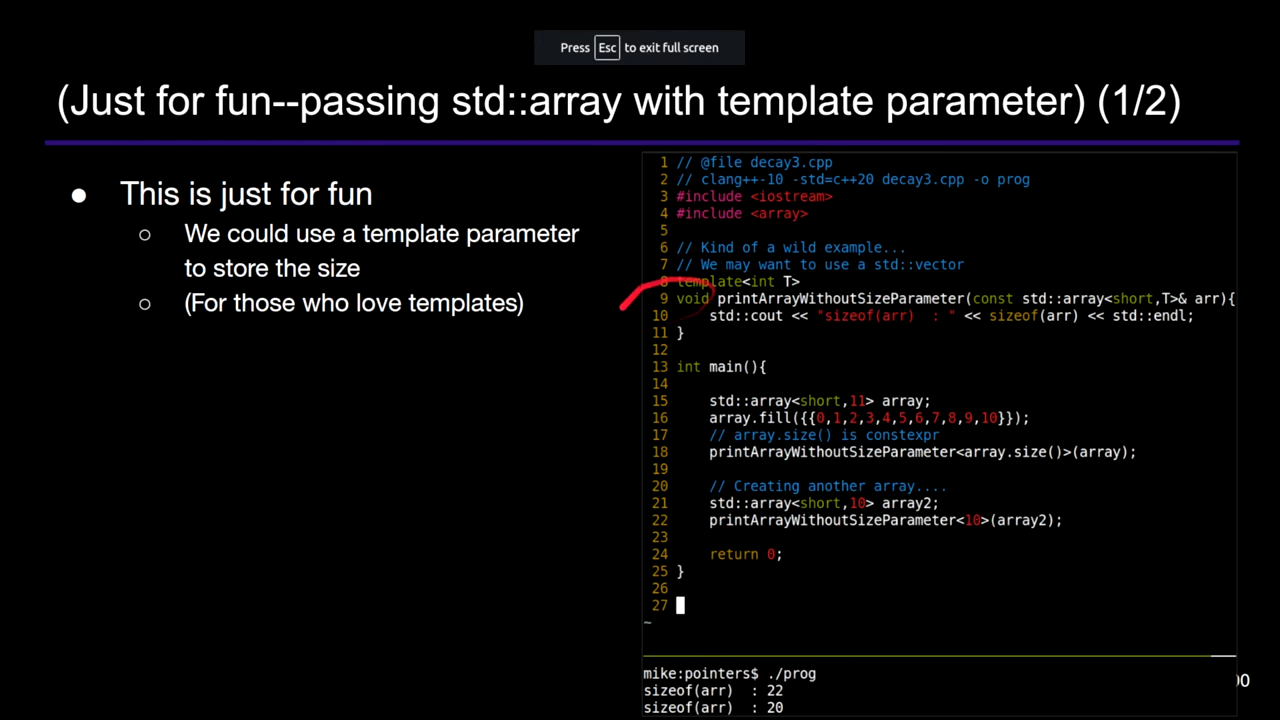 Press Esc to exit full screen
(Just for fun--passing std::array with template parameter) (1/2)
● This is just for fun
○ We could use a template parameter
to store the size
○ (For those who love templates)
1 // @file decay3.cpp
2 // clang++-10 -std=c++20 decay3.cpp -o prog
3 #include <iostream>
4 #include <array>
5
6 // Kind of a wild example...
7 // We may want to use a std::vector
8 template<int T>
9 void printArrayWithoutSizeParameter(const std::array<short,T>& arr){
10     std::cout << "sizeof(arr)  : " << sizeof(arr) << std::endl;
11 }
12
13 int main(){
14
15     std::array<short,11> array;
16     array.fill({{0,1,2,3,4,5,6,7,8,9,10}});
17     // array.size() is constexpr
18     printArrayWithoutSizeParameter<array.size()>(array);
19
20     // Creating another array....
21     std::array<short,10> array2;
22     printArrayWithoutSizeParameter<10>(array2);
23
24     return 0;
25 }
26
27
~
mike:pointers$ ./prog
sizeof(arr)  : 22
sizeof(arr)  : 20